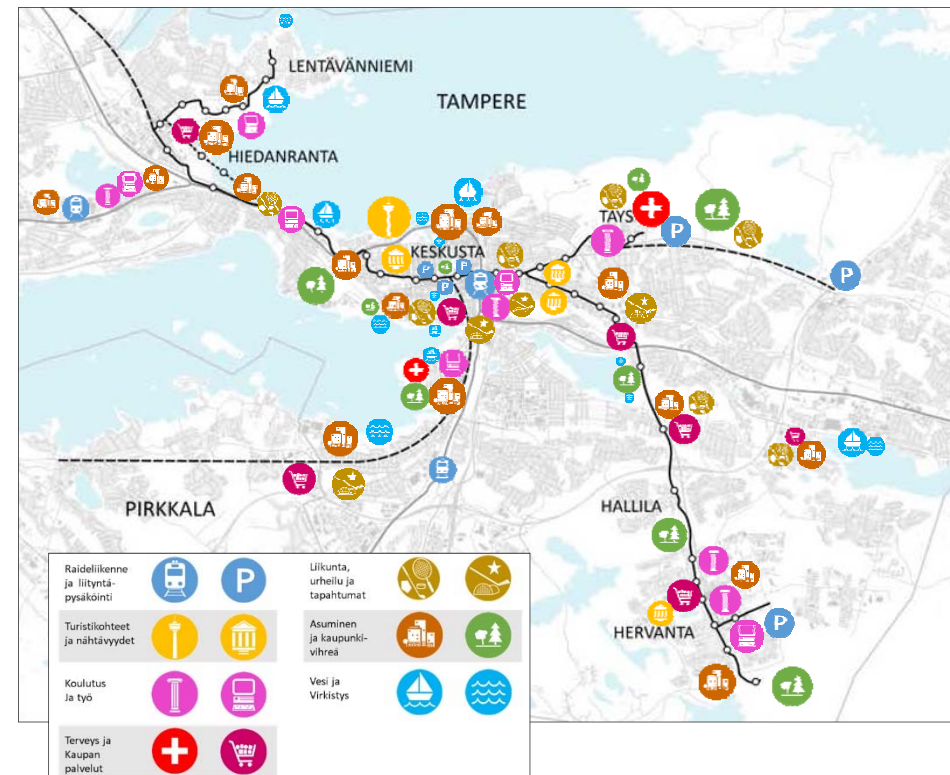 LENTÄVÄNNIEMI
TAMPERE
HIEDANRANTA
TAYS
P
KESKUSTA
P
P
P
P
PIRKKALA
HALLILA
HERVANTA
P
Raideliikenne
ja liityntä-
pysäköinti
P
Turistikohteet
ja nähtävyydet
Koulutus
Ja työ
Terveys ja
Kaupan
palvelut
Liikunta,
urheilu ja
tapahtumat
Asuminen
ja kaupunki-
vihreä
Vesi ja
Virkistys